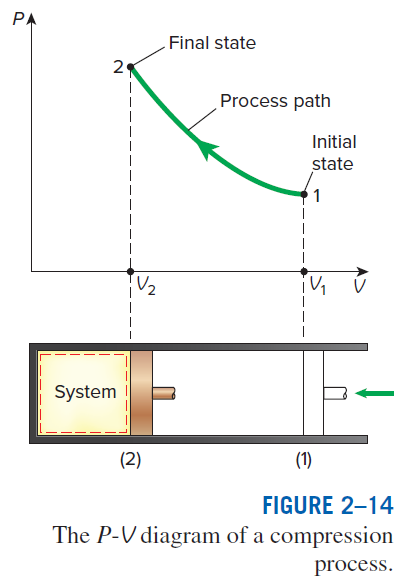 P
Final state
2
Process path
Initial
state
1
V₂
V₁
V
System
(2)
(1)
FIGURE 2–14
The P-V diagram of a compression
process.